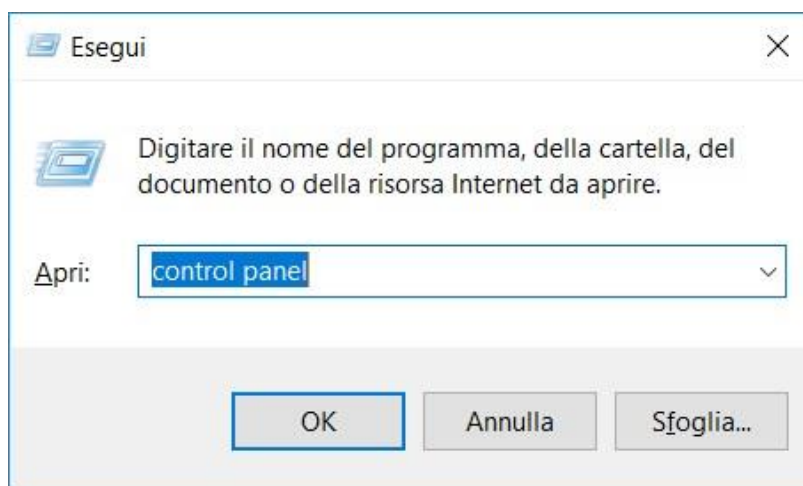 Esegui
Digitare il nome del programma, della cartella, del
documento o della risorsa Internet da aprire.
Apri: control panel
OK Annulla Sfoglia...